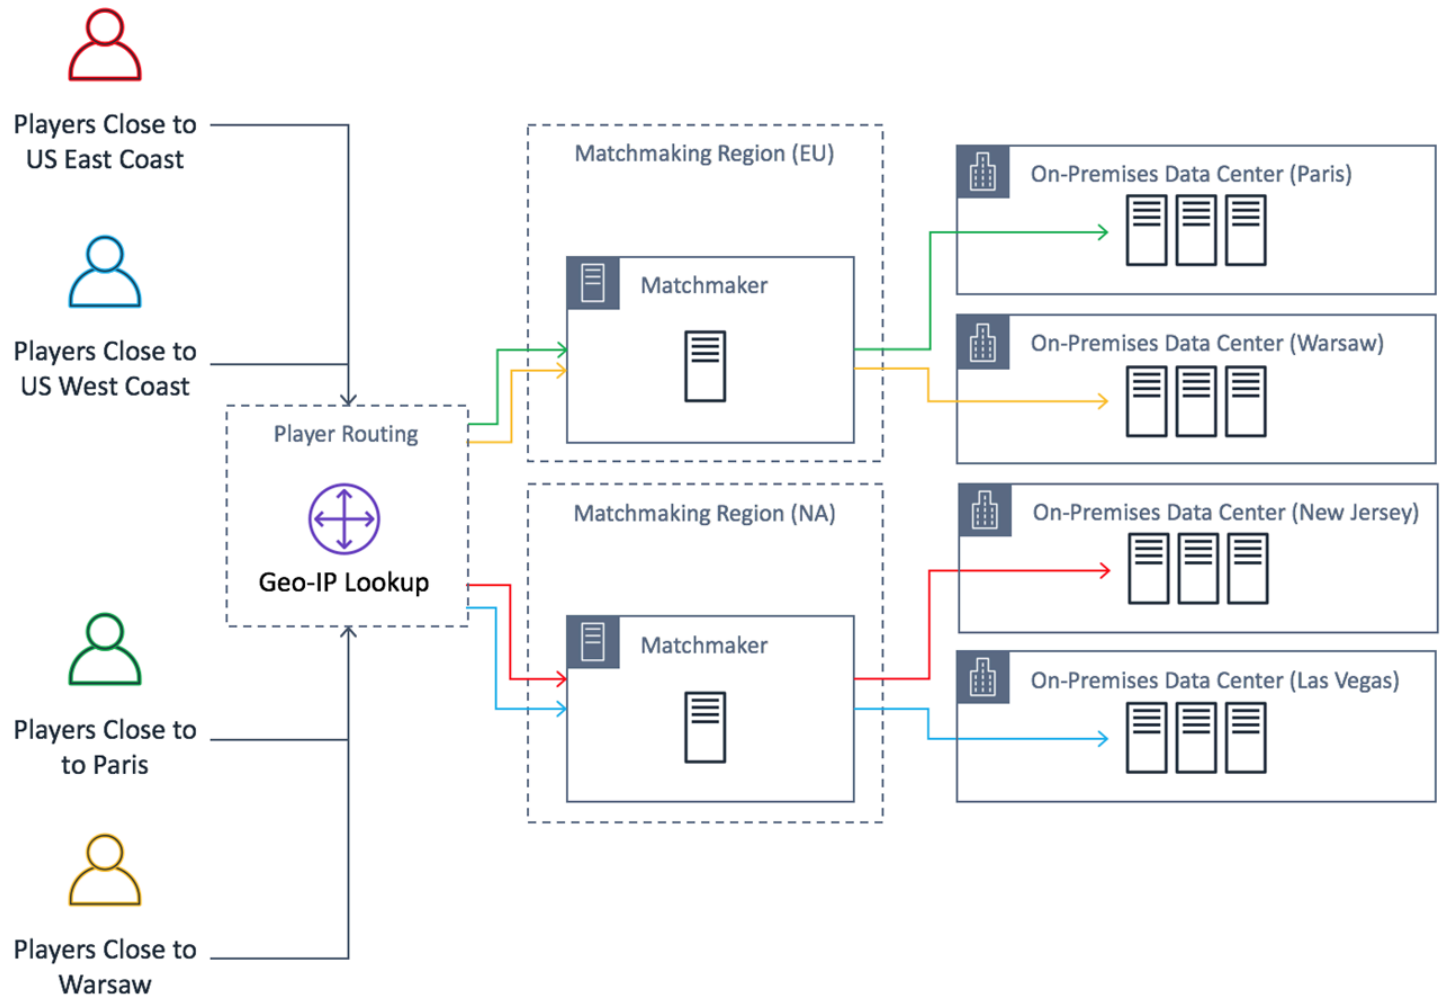 Players Close to
US East Coast
Players Close to
US West Coast
Player Routing
Geo-IP Lookup
Players Close to
to Paris
Players Close to
Warsaw
Matchmaking Region (EU)
Matchmaker
Matchmaking Region (NA)
Matchmaker
On-Premises Data Center (Paris)
On-Premises Data Center (Warsaw)
On-Premises Data Center (New Jersey)
On-Premises Data Center (Las Vegas)